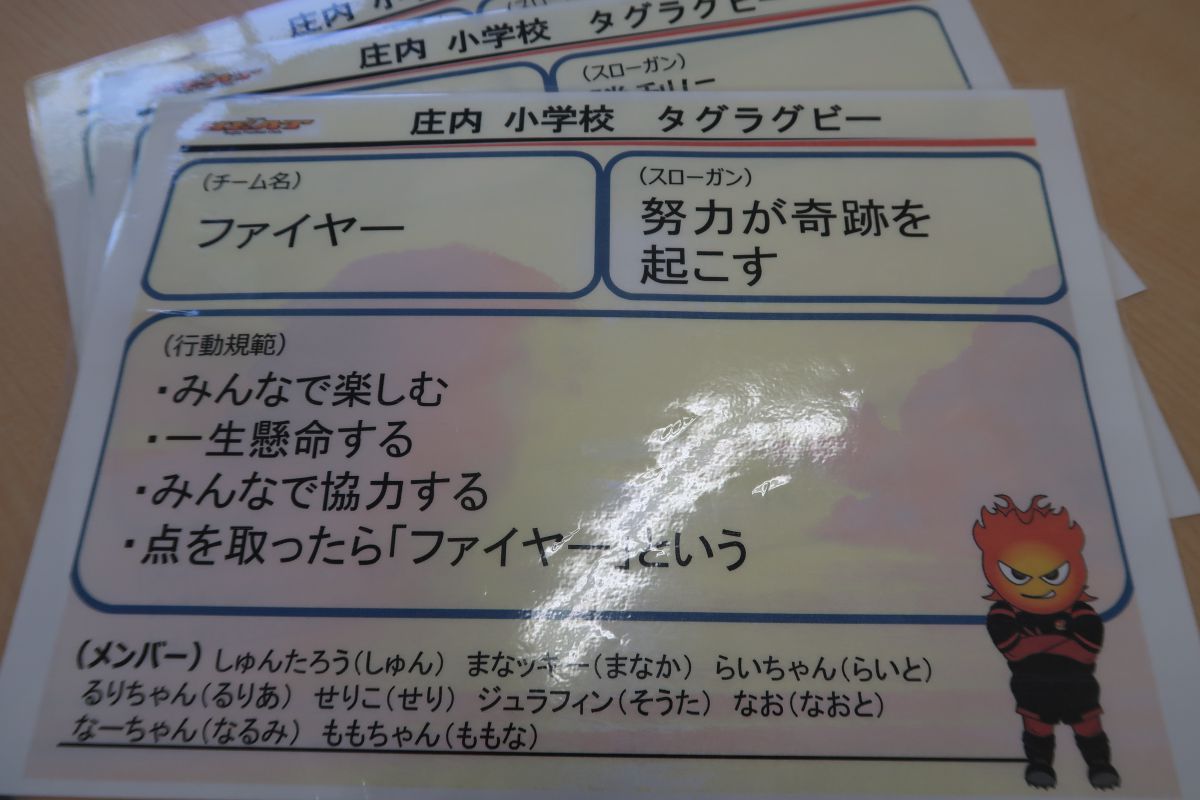 庄内 小
庄内 小学校 タグラグビー
(スローガン)
HEAT
庄内 小学校 タグラグビー
(チーム名)
ファイヤー
(スローガン)
努力が奇跡を
起こす
(行動規範)
・みんなで楽しむ
・一生懸命する
・みんなで協力する
・点を取ったら「ファイヤー」という
(メンバー) しゅんたろう(しゅん) まなツキー(まなか) らいちゃん(らいと)
るりちゃん(るりあ) せりこ(せり) ジュラフィン(そうた) なお(なおと)
なーちゃん(なるみ) ももちゃん(ももな)